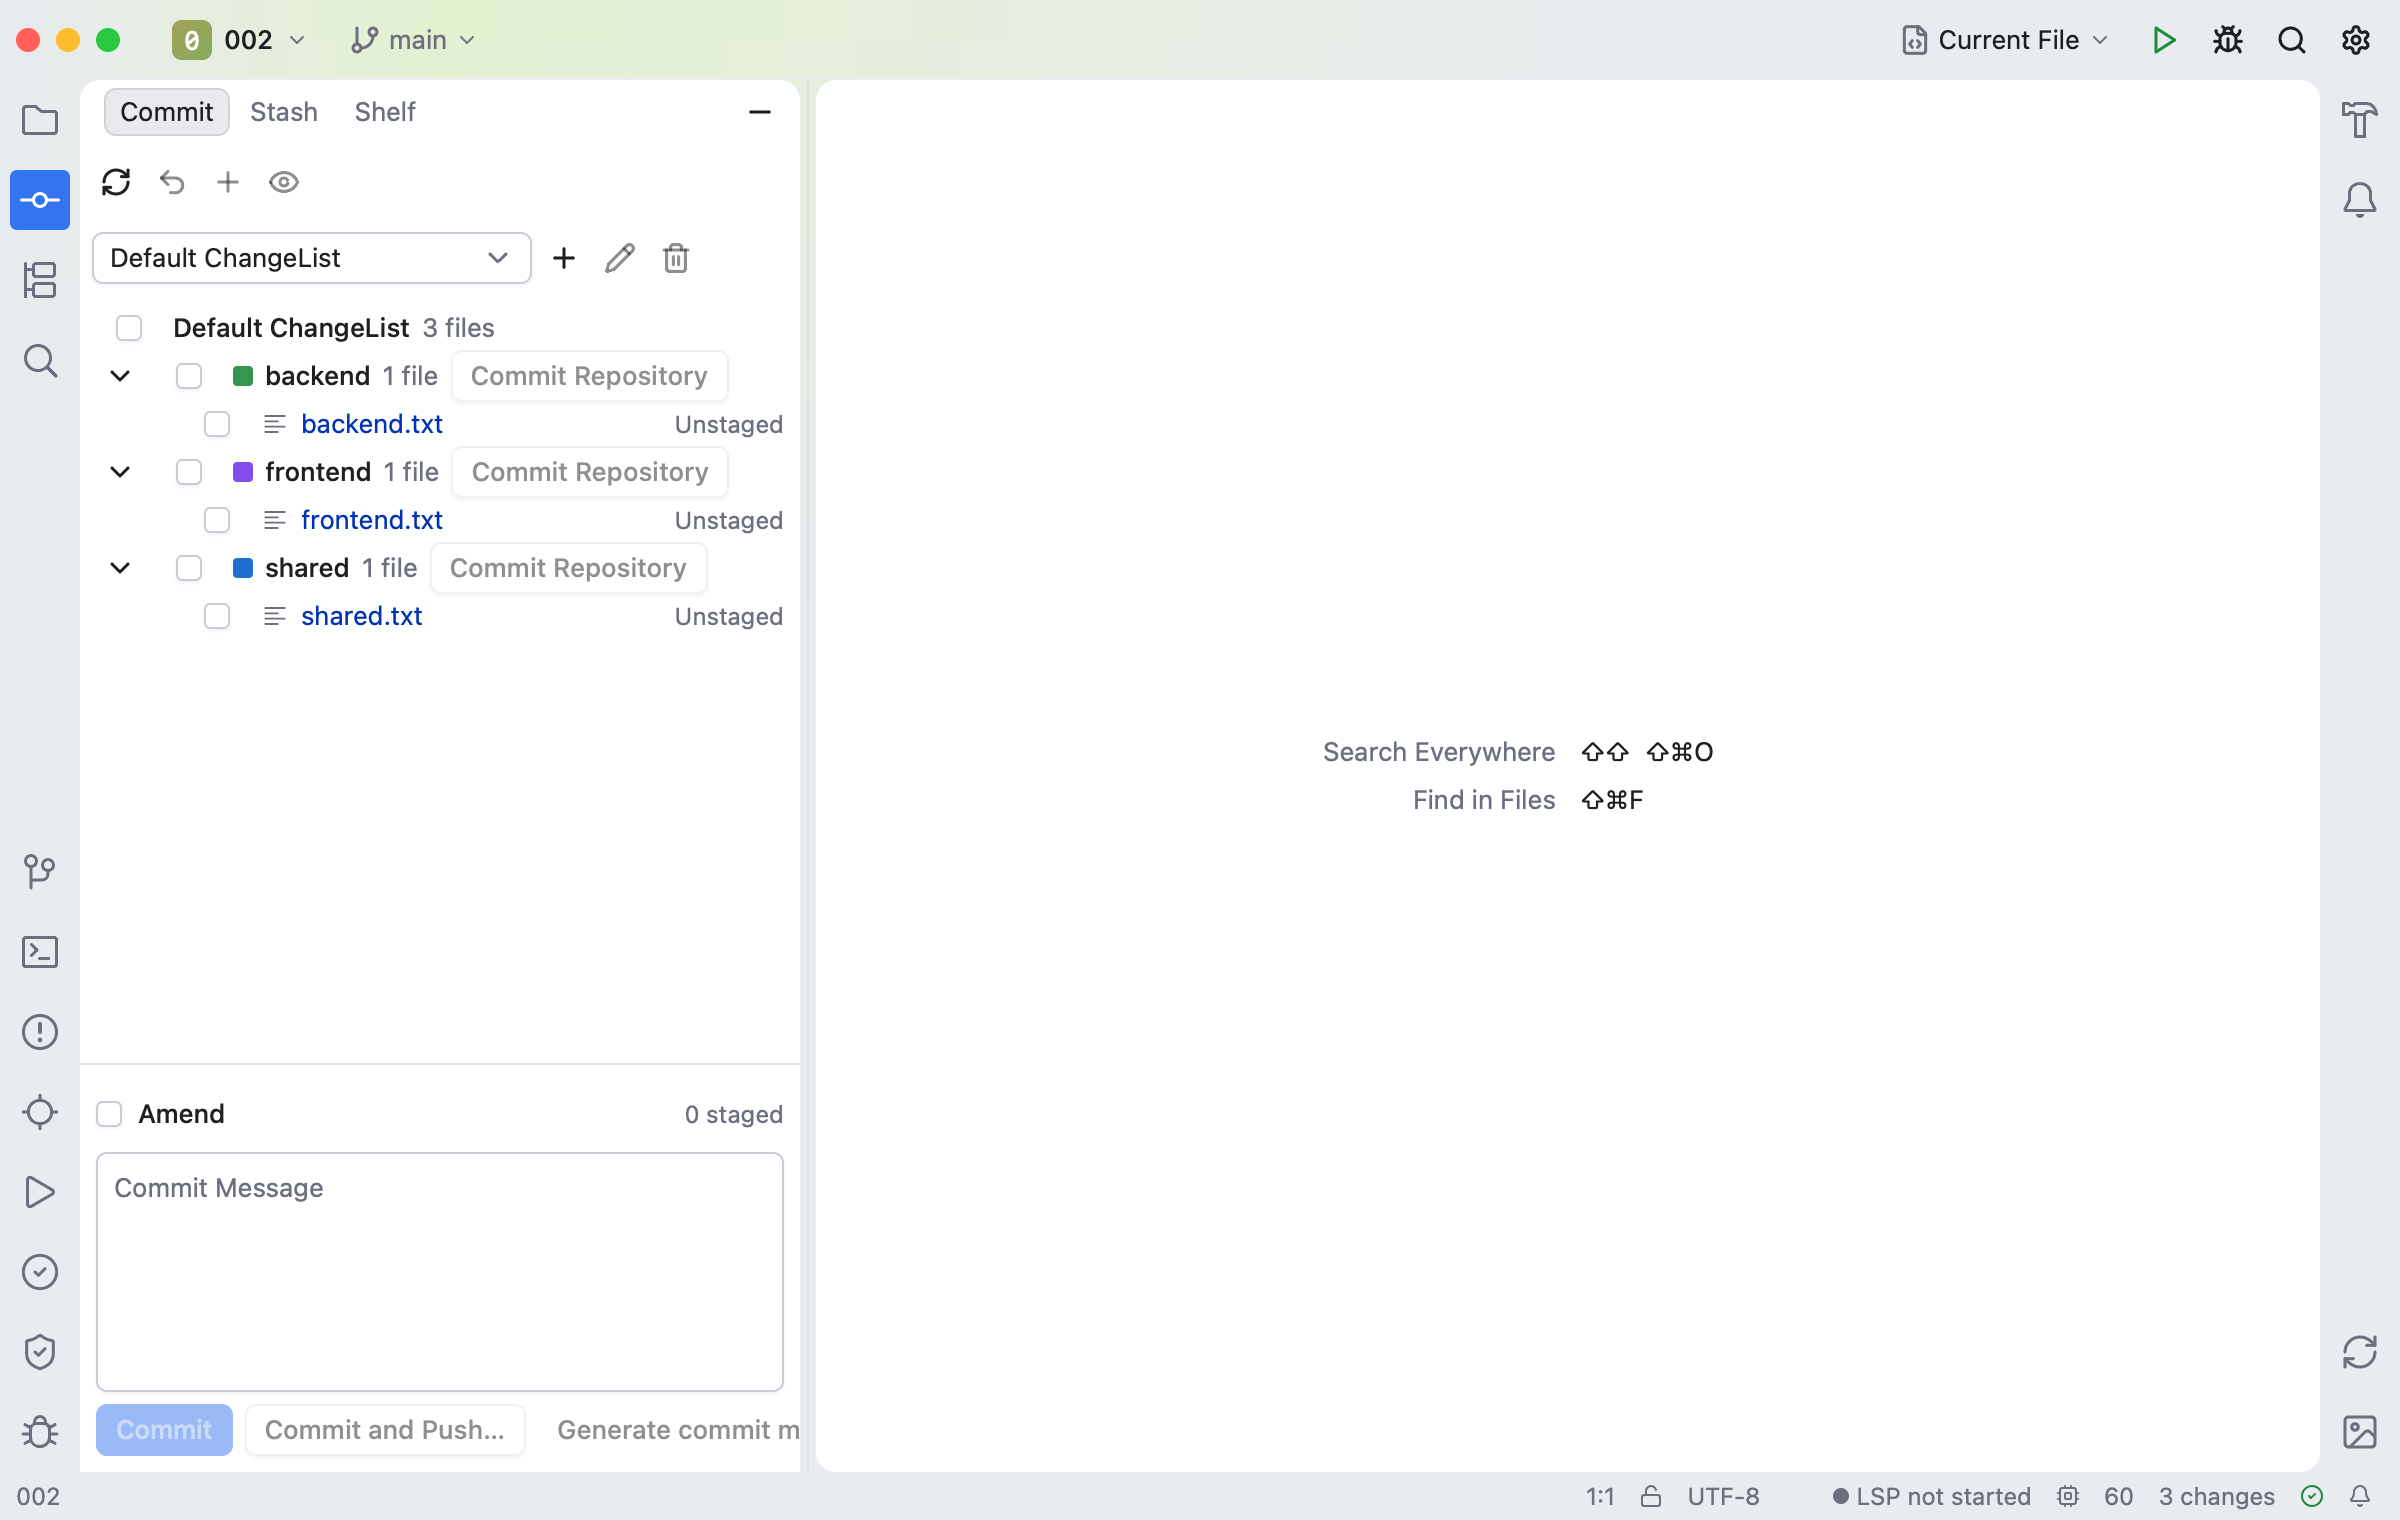 0 002 main Current File
Commit Stash Shelf
Default ChangeList
Default ChangeList 3 files
backend 1 file Commit Repository
backend.txt Unstaged
frontend 1 file Commit Repository
frontend.txt Unstaged
shared 1 file Commit Repository
shared.txt Unstaged
Search Everywhere ⇧⇧ ⇧⌘O
Find in Files ⇧⌘F
Amend 0 staged
Commit Message
Commit Commit and Push... Generate commit m
002 1:1 UTF-8 LSP not started 60 3 changes